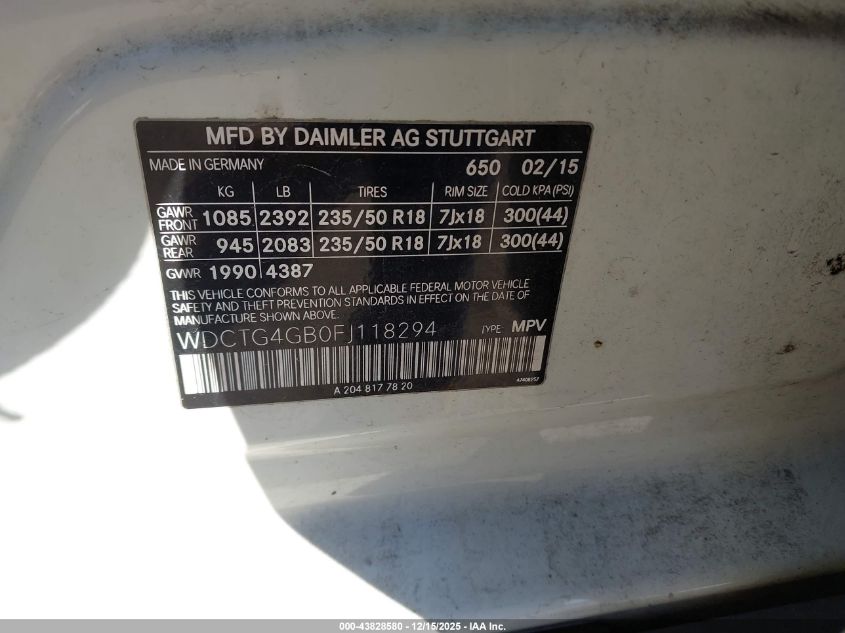 MFD BY DAIMLER AG STUTTGART
MADE IN GERMANY 650 02/15
KG LB TIRES RIM SIZE COLD KPA (PSI)
GAWR FRONT 1085 2392 235/50 R18 7Jx18 300(44)
GAWR REAR 945 2083 235/50 R18 7Jx18 300(44)
GVWR 1990 4387
THIS VEHICLE CONFORMS TO ALL APPLICABLE FEDERAL MOTOR VEHICLE
SAFETY AND THEFT PREVENTION STANDARDS IN EFFECT ON THE DATE OF
MANUFACTURE SHOWN ABOVE.
WDCTG4GB0FJ118294 TYPE MPV
A 204 817 78 20
000-43828580 - 12/15/2025 - IAA Inc.